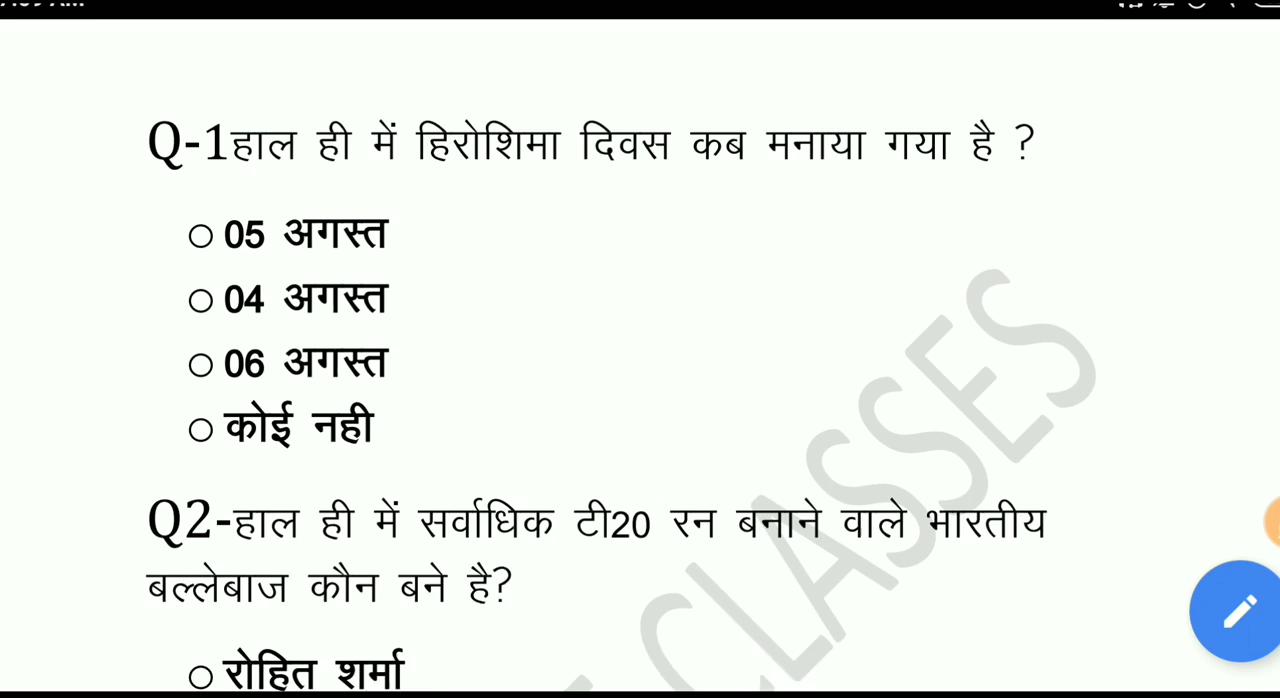 Q-1हाल ही में हिरोशिमा दिवस कब मनाया गया है ?
05 अगस्त
04 अगस्त
06 अगस्त
कोई नही
Q2-हाल ही में सर्वाधिक टी20 रन बनाने वाले भारतीय
बल्लेबाज कौन बने है?
रोहित शर्मा
CLASSES